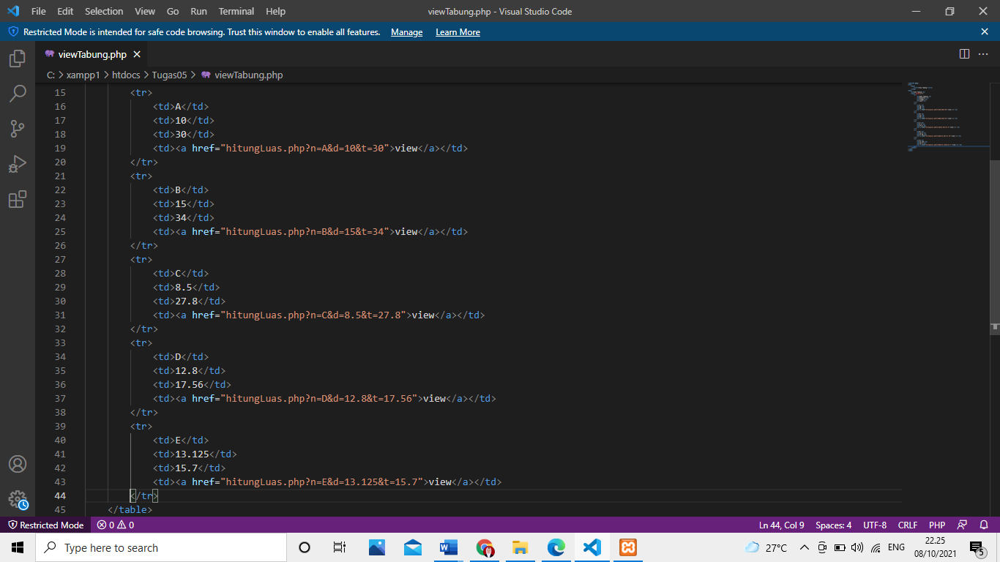 File Edit Selection View Go Run Terminal Help viewTabung.php - Visual Studio Code
Restricted Mode is intended for safe code browsing. Trust this window to enable all features. Manage Learn More
viewTabung.php
C: > xampp1 > htdocs > Tugas05 > viewTabung.php
15 <tr>
16 <td>A</td>
17 <td>10</td>
18 <td>30</td>
19 <td><a href="hitungLuas.php?n=A&d=10&t=30">view</a></td>
20 </tr>
21 <tr>
22 <td>B</td>
23 <td>15</td>
24 <td>34</td>
25 <td><a href="hitungLuas.php?n=B&d=15&t=34">view</a></td>
26 </tr>
27 <tr>
28 <td>C</td>
29 <td>8.5</td>
30 <td>27.8</td>
31 <td><a href="hitungLuas.php?n=C&d=8.5&t=27.8">view</a></td>
32 </tr>
33 <tr>
34 <td>D</td>
35 <td>12.8</td>
36 <td>17.56</td>
37 <td><a href="hitungLuas.php?n=D&d=12.8&t=17.56">view</a></td>
38 </tr>
39 <tr>
40 <td>E</td>
41 <td>13.125</td>
42 <td>15.7</td>
43 <td><a href="hitungLuas.php?n=E&d=13.125&t=15.7">view</a></td>
44 </tr>
45 </table>
Restricted Mode 0 0 Ln 44, Col 9 Spaces: 4 UTF-8 CRLF PHP
Type here to search 27°C ENG 22.25
08/10/2021 5